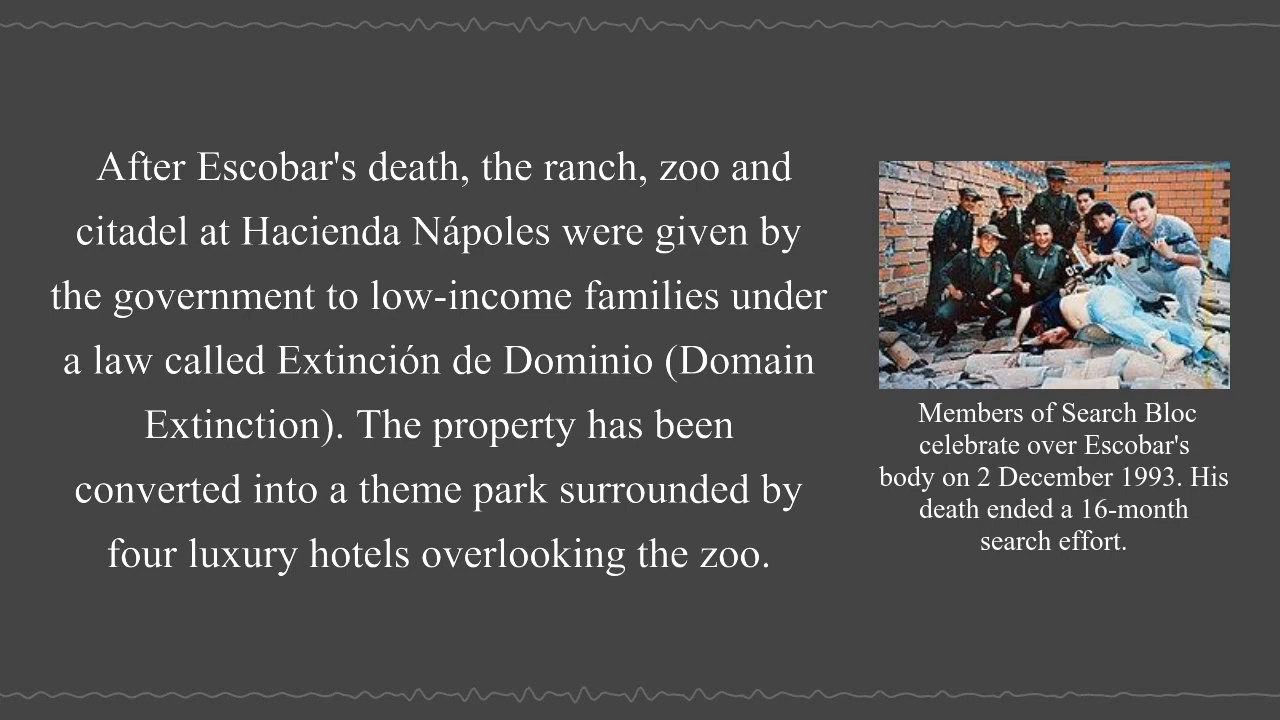 After Escobar's death, the ranch, zoo and
citadel at Hacienda Nápoles were given by
the government to low-income families under
a law called Extinción de Dominio (Domain
Extinction). The property has been
converted into a theme park surrounded by
four luxury hotels overlooking the zoo.
Members of Search Bloc
celebrate over Escobar's
body on 2 December 1993. His
death ended a 16-month
search effort.